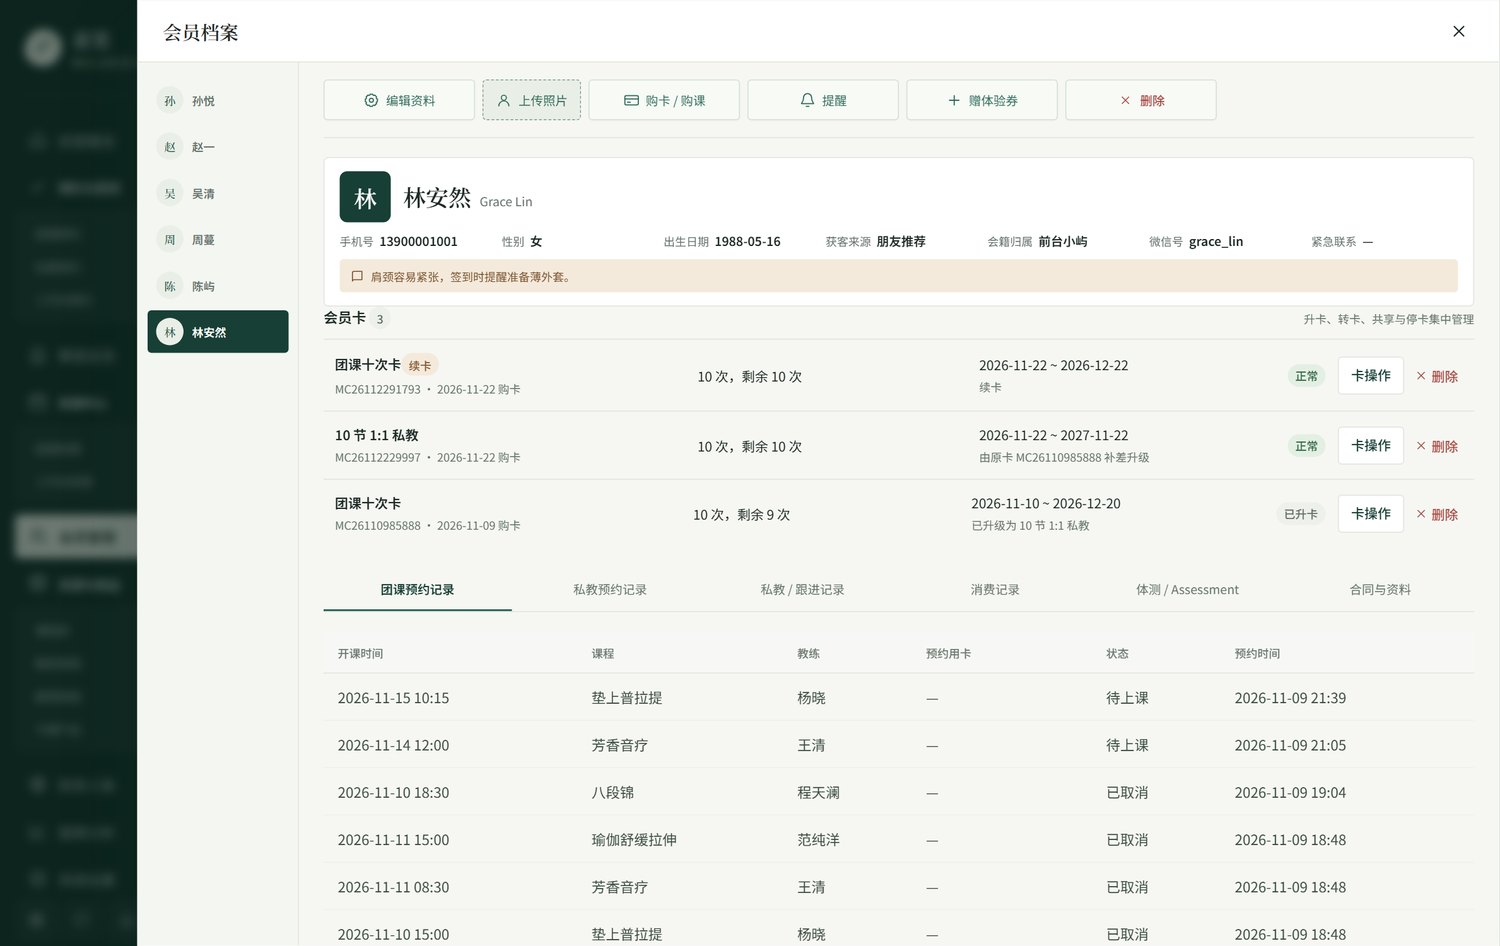 会员档案
孙 孙悦
赵 赵一
吴 吴清
周 周蔓
陈 陈屿
林 林安然
编辑资料 上传照片 购卡 / 购课 提醒 赠体验券 删除
林 林安然 Grace Lin
手机号 13900001001 性别 女 出生日期 1988-05-16 获客来源 朋友推荐 会籍归属 前台小屿 微信号 grace_lin 紧急联系 —
肩颈容易紧张，签到时提醒准备薄外套。
会员卡 3 升卡、转卡、共享与停卡集中管理
团课十次卡 续卡
MC26112291793 • 2026-11-22 购卡
10 次，剩余 10 次
2026-11-22 ~ 2026-12-22
续卡
正常 卡操作 删除
10 节 1:1 私教
MC26112229997 • 2026-11-22 购卡
10 次，剩余 10 次
2026-11-22 ~ 2027-11-22
由原卡 MC26110985888 补差升级
正常 卡操作 删除
团课十次卡
MC26110985888 • 2026-11-09 购卡
10 次，剩余 9 次
2026-11-10 ~ 2026-12-20
已升级为 10 节 1:1 私教
已升卡 卡操作 删除
团课预约记录 私教预约记录 私教 / 跟进记录 消费记录 体测 / Assessment 合同与资料
开课时间 课程 教练 预约用卡 状态 预约时间
2026-11-15 10:15 垫上普拉提 杨晓 — 待上课 2026-11-09 21:39
2026-11-14 12:00 芳香音疗 王清 — 待上课 2026-11-09 21:05
2026-11-10 18:30 八段锦 程天澜 — 已取消 2026-11-09 19:04
2026-11-11 15:00 瑜伽舒缓拉伸 范纯洋 — 已取消 2026-11-09 18:48
2026-11-11 08:30 芳香音疗 王清 — 已取消 2026-11-09 18:48
2026-11-10 15:00 垫上普拉提 杨晓 — 已取消 2026-11-09 18:48